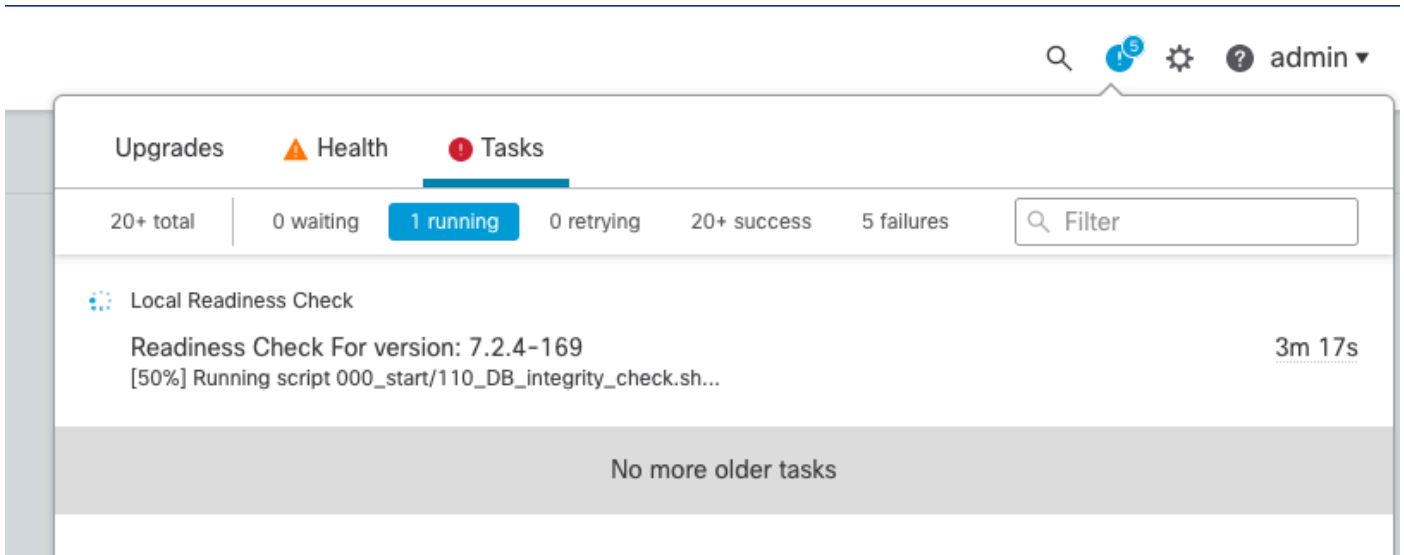 5 admin
Upgrades Health Tasks
20+ total 0 waiting 1 running 0 retrying 20+ success 5 failures Filter
Local Readiness Check
Readiness Check For version: 7.2.4-169 3m 17s
[50%] Running script 000_start/110_DB_integrity_check.sh...
No more older tasks